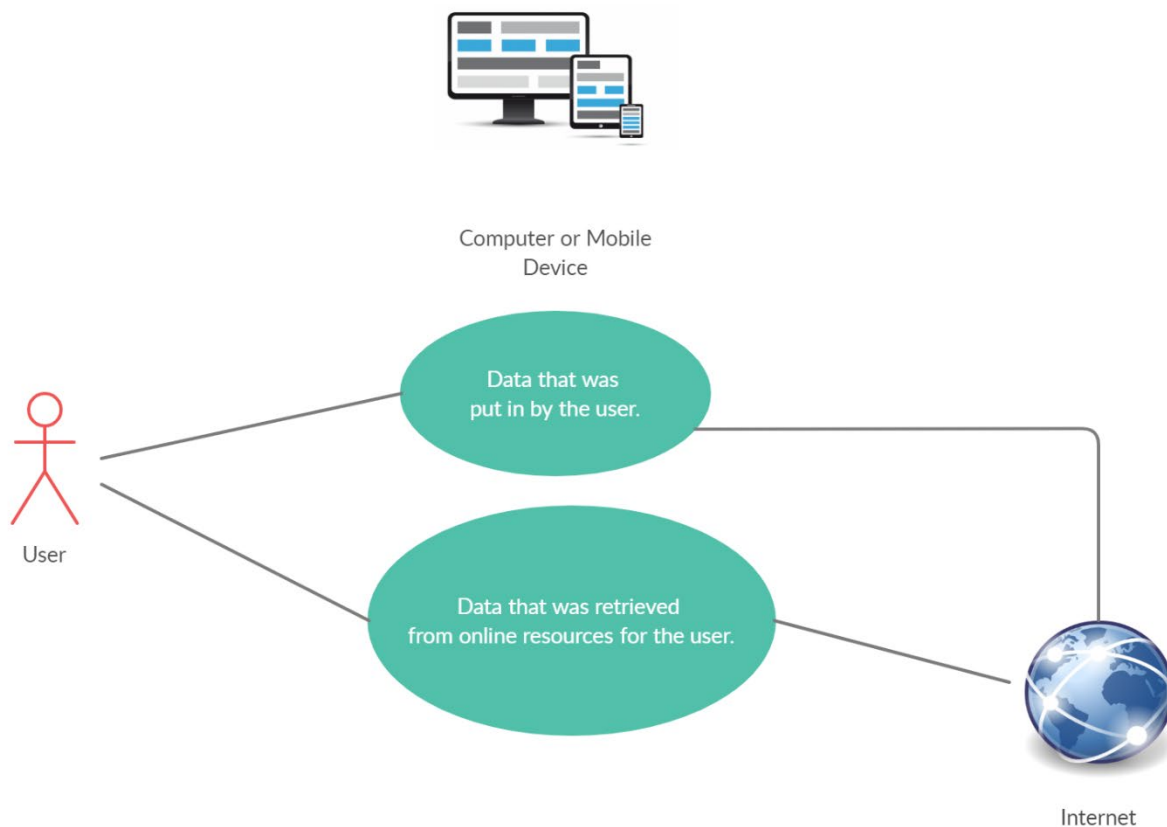 Computer or Mobile
Device
Data that was
put in by the user.
User
Data that was retrieved
from online resources for the user.
Internet